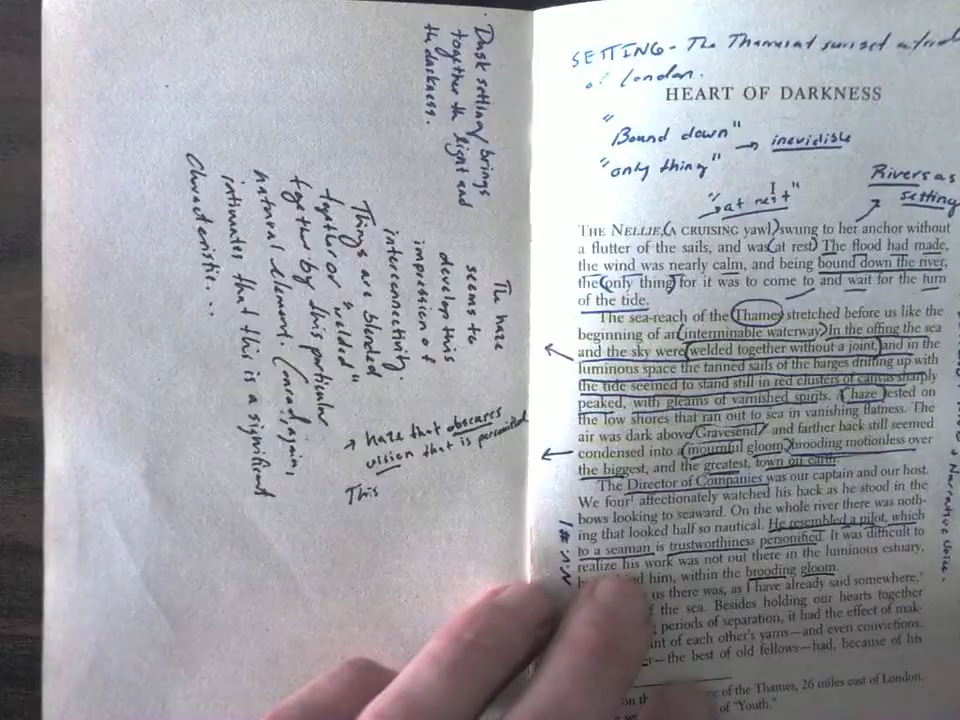 Dusk setting brings
together th light and
th darkness.
The haze
seems to
develop this
impression of
interconnectivity.
Things are blended
together or "welded"
together by this particular
natural element. Conrad, again,
intimates that this is a significant
characteristic...
→ haze that obscures
vision that is personified
This
SETTING - The Thames at sunset
of London.
HEART OF DARKNESS
"Bound down"
→ inevidible
"only thing"
"at rest"
I
Rivers as
setting
THE NELLIE, (A CRUISING yawl) swung to her anchor without
a flutter of the sails, and was (at rest) The flood had made,
the wind was nearly calm, and being bound down the river,
the (only thing) for it was to come to and wait for the turn
of the tide.
The sea-reach of the Thames stretched before us like the
beginning of an (interminable waterway) In the offing the sea
and the sky were (welded together without a joint,) and in the
luminous space the tanned sails of the barges drifting up with
the tide seemed to stand still in red clusters of canvas sharply
peaked, with gleams of varnished spirits. A haze rested on
the low shores that ran out to sea in vanishing flatness. The
air was dark above Gravesend, and farther back still seemed
condensed into a (mournful gloom) brooding motionless over
the biggest, and the greatest, town on earth.
The Director of Companies was our captain and our host.
We four affectionately watched his back as he stood in the
bows looking to seaward. On the whole river there was noth-
ing that looked half so nautical. He resembled a pilot, which
to a seaman is trustworthiness personified. It was difficult to
realize his work was not out there in the luminous estuary,
him, within the brooding gloom.
us there was, as I have already said somewhere,
the sea. Besides holding our hearts together
periods of separation, it had the effect of mak-
of each other's yarns—and even convictions.
—the best of old fellows—had, because of his
of the Thames, 26 miles east of London.
of "Youth."
Narrative Voice.